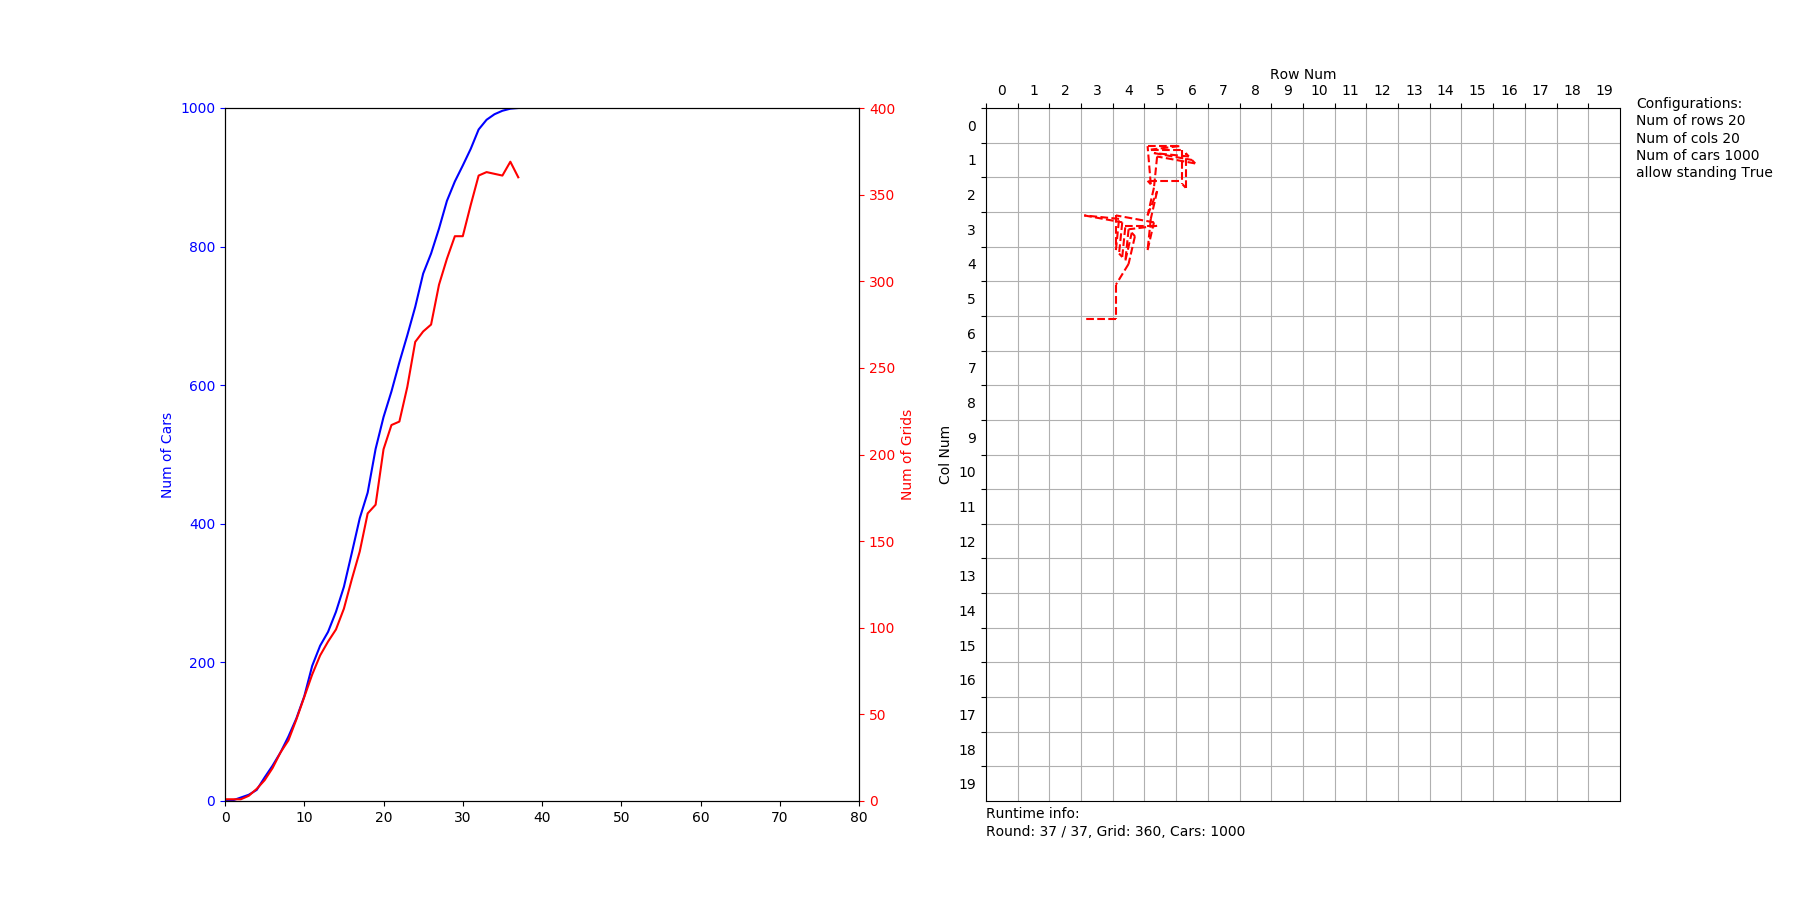 Row Num
0 1 2 3 4 5 6 7 8 9 10 11 12 13 14 15 16 17 18 19
Configurations:
Num of rows 20
Num of cols 20
Num of cars 1000
allow standing True
1000
800
600
400
200
0
Num of Cars
0 10 20 30 40 50 60 70 80
400
350
300
250
200
150
100
50
0
Num of Grids
Col Num
0
1
2
3
4
5
6
7
8
9
10
11
12
13
14
15
16
17
18
19
Runtime info:
Round: 37 / 37, Grid: 360, Cars: 1000